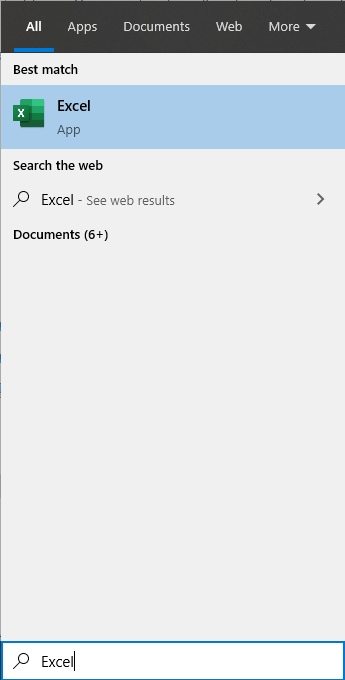 All Apps Documents Web More
Best match
X
Excel
App
Search the web
Excel - See web results
Documents (6+)
Excel